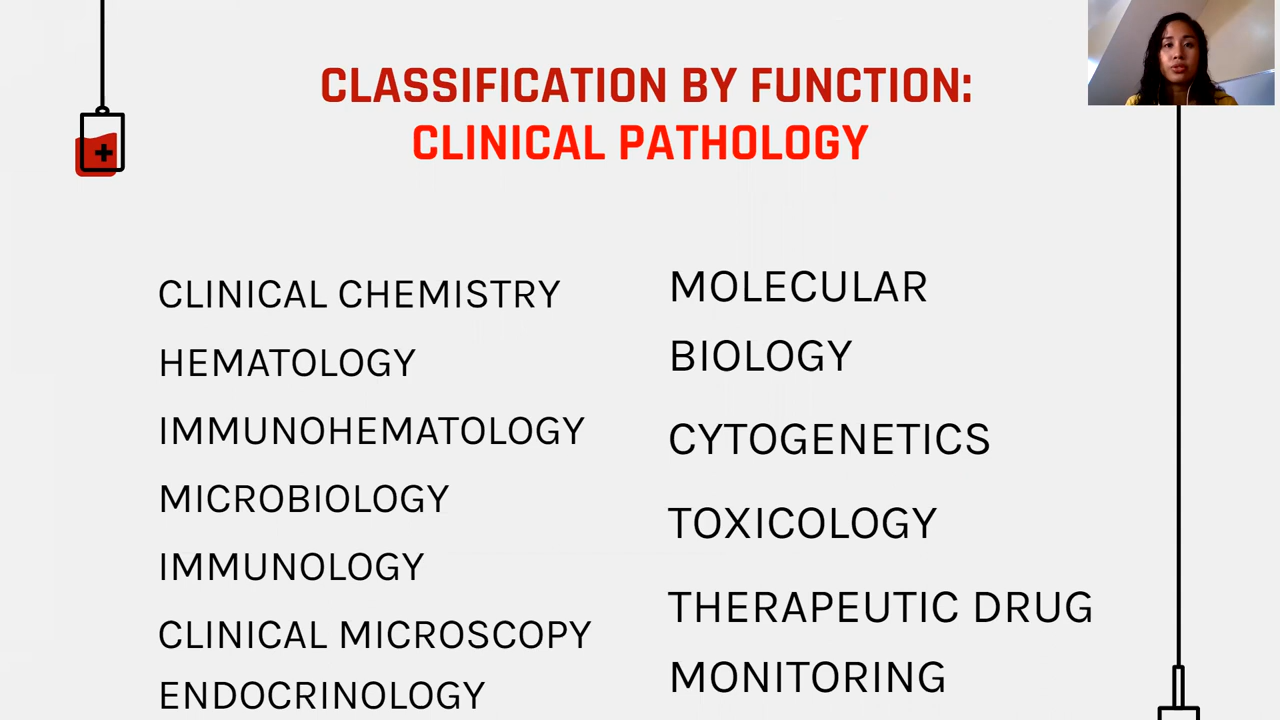 CLASSIFICATION BY FUNCTION:
CLINICAL PATHOLOGY
CLINICAL CHEMISTRY
HEMATOLOGY
IMMUNOHEMATOLOGY
MICROBIOLOGY
IMMUNOLOGY
CLINICAL MICROSCOPY
ENDOCRINOLOGY
MOLECULAR
BIOLOGY
CYTOGENETICS
TOXICOLOGY
THERAPEUTIC DRUG
MONITORING